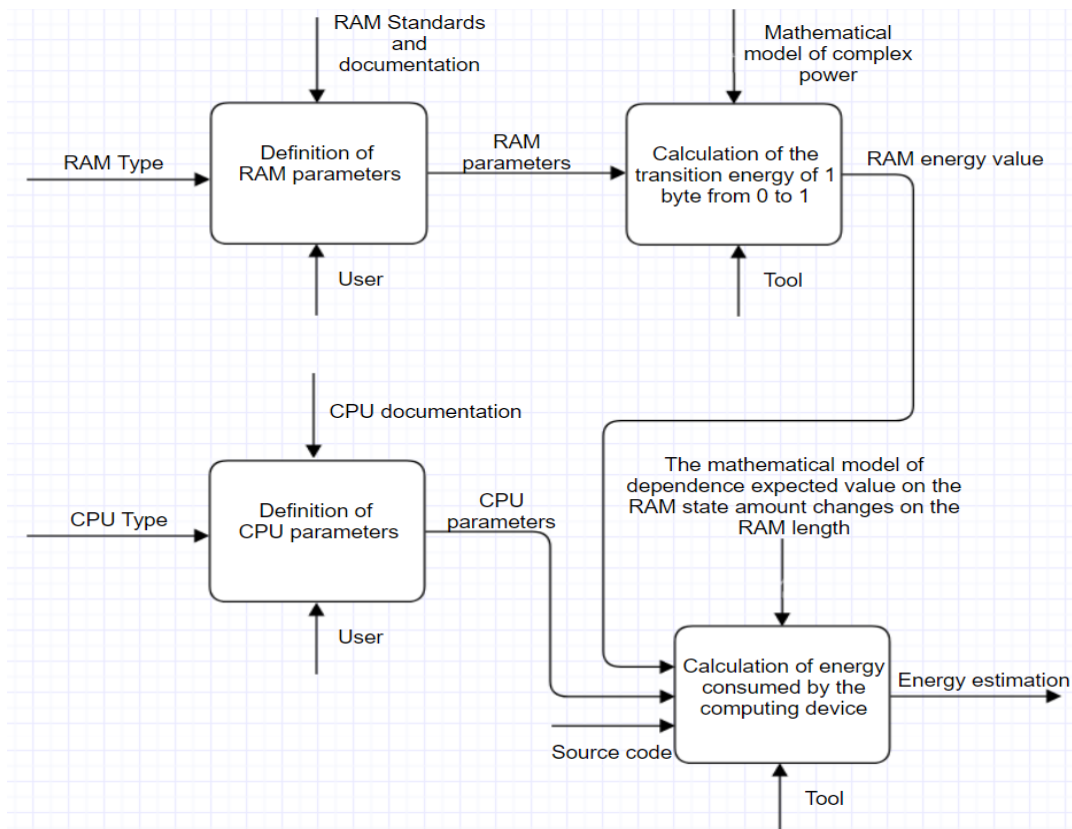 RAM Standards
and
documentation
Mathematical
model of complex
power
RAM Type
Definition of
RAM parameters
RAM
parameters
Calculation of the
transition energy of 1
byte from 0 to 1
RAM energy value
User
Tool
CPU documentation
CPU Type
Definition of
CPU parameters
CPU
parameters
The mathematical model of
dependence expected value on the
RAM state amount changes on the
RAM length
User
Calculation of energy
consumed by the
computing device
Energy estimation
Source code
Tool